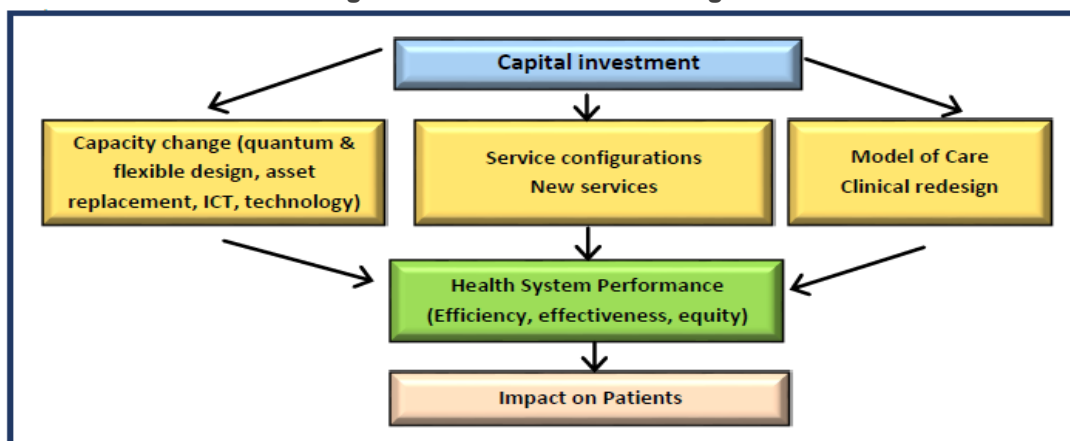 Capital investment
Capacity change (quantum &
flexible design, asset
replacement, ICT, technology)
Service configurations
New services
Model of Care
Clinical redesign
Health System Performance
(Efficiency, effectiveness, equity)
Impact on Patients